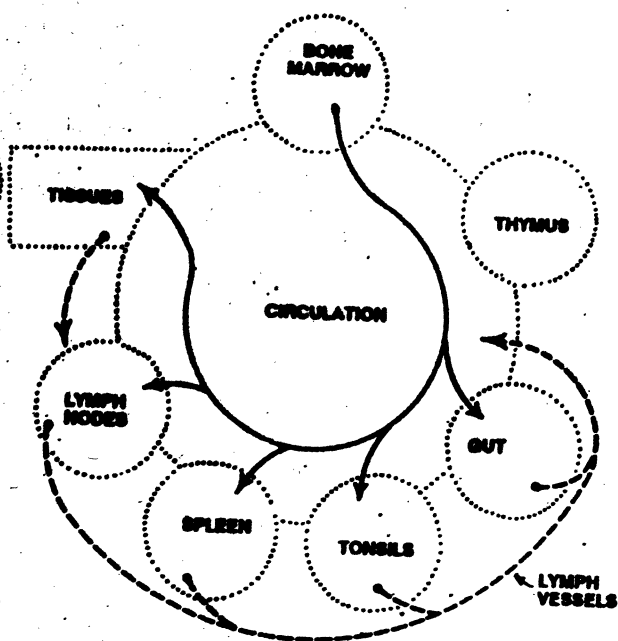 BONE
MARROW
TISSUES
THYMUS
CIRCULATION
LYMPH
NODES
GUT
SPLEEN
TONSILS
LYMPH
VESSELS